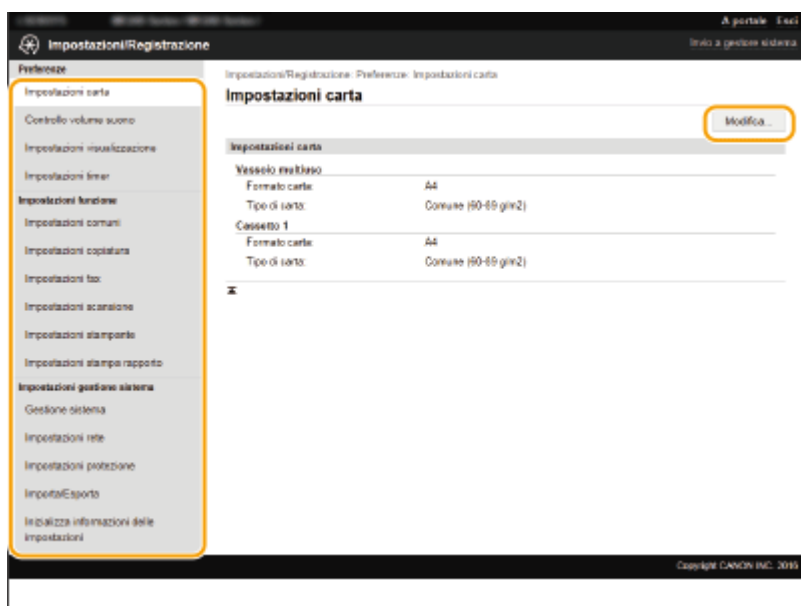 A portale Esci
Impostazioni/Registrazione
Invio a gestore sistema
Preferenze
Impostazioni carta
Controllo volume suono
Impostazioni visualizzazione
Impostazioni timer
Impostazioni funzione
Impostazioni comuni
Impostazioni copiatura
Impostazioni fax
Impostazioni scansione
Impostazioni stampante
Impostazioni stampa rapporto
Impostazioni gestione sistema
Gestione sistema
Impostazioni rete
Impostazioni protezione
Importa/Esporta
Inizializza informazioni delle
impostazioni
Impostazioni/Registrazione: Preferenze: Impostazioni carta
Impostazioni carta
Modifica...
Impostazioni carta
Vassoio multiuso
Formato carta: A4
Tipo di carta: Comune (60-69 g/m2)
Cassetto 1
Formato carta: A4
Tipo di carta: Comune (60-69 g/m2)
Copyright CANON INC. 2016